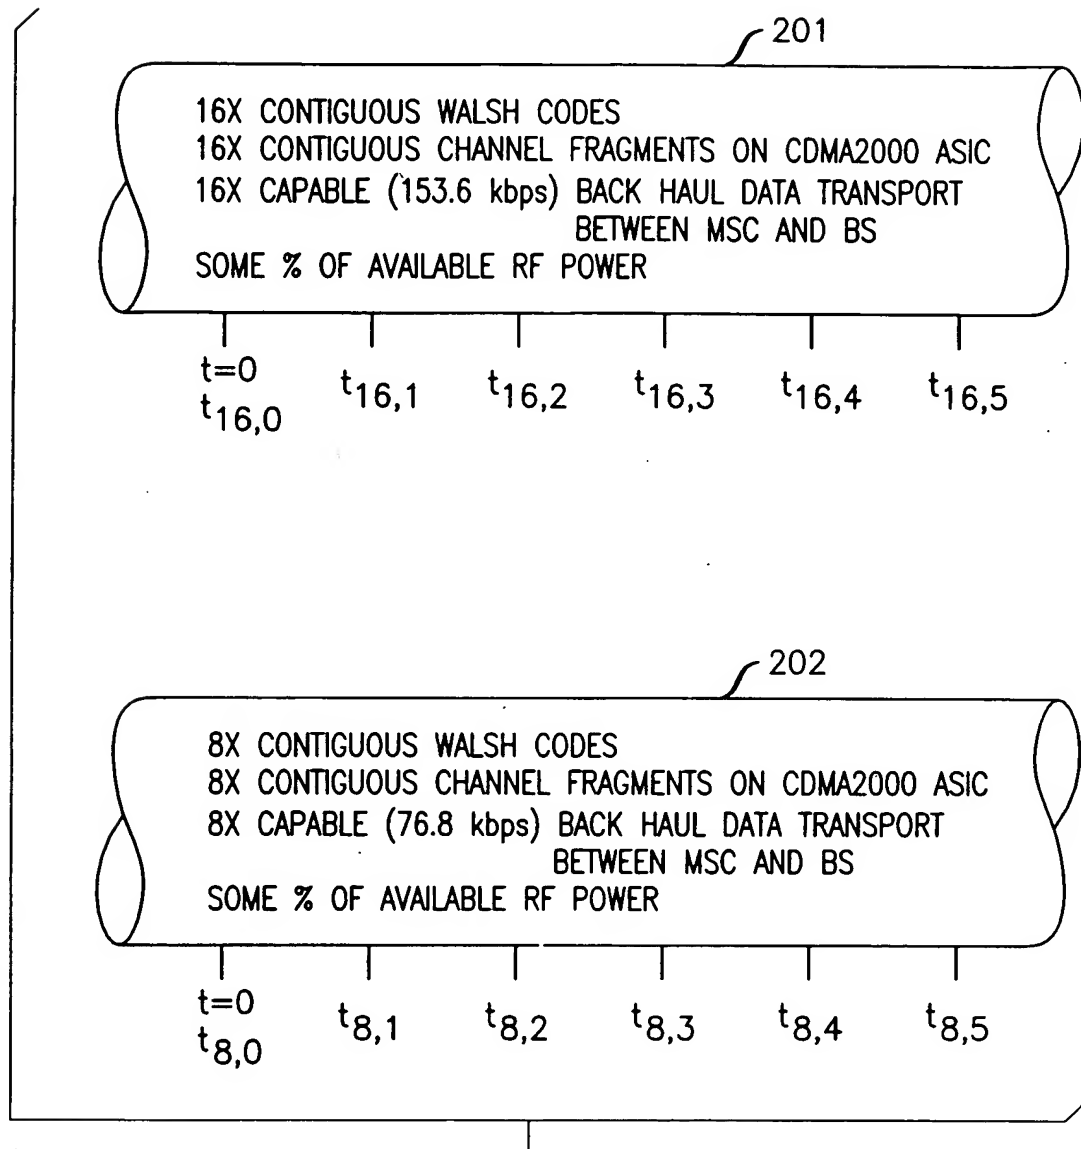 201
16X CONTIGUOUS WALSH CODES
16X CONTIGUOUS CHANNEL FRAGMENTS ON CDMA2000 ASIC
16X CAPABLE (153.6 kbps) BACK HAUL DATA TRANSPORT
BETWEEN MSC AND BS
SOME % OF AVAILABLE RF POWER
t=0
t16,0 t16,1 t16,2 t16,3 t16,4 t16,5
202
8X CONTIGUOUS WALSH CODES
8X CONTIGUOUS CHANNEL FRAGMENTS ON CDMA2000 ASIC
8X CAPABLE (76.8 kbps) BACK HAUL DATA TRANSPORT
BETWEEN MSC AND BS
SOME % OF AVAILABLE RF POWER
t=0
t8,0 t8,1 t8,2 t8,3 t8,4 t8,5